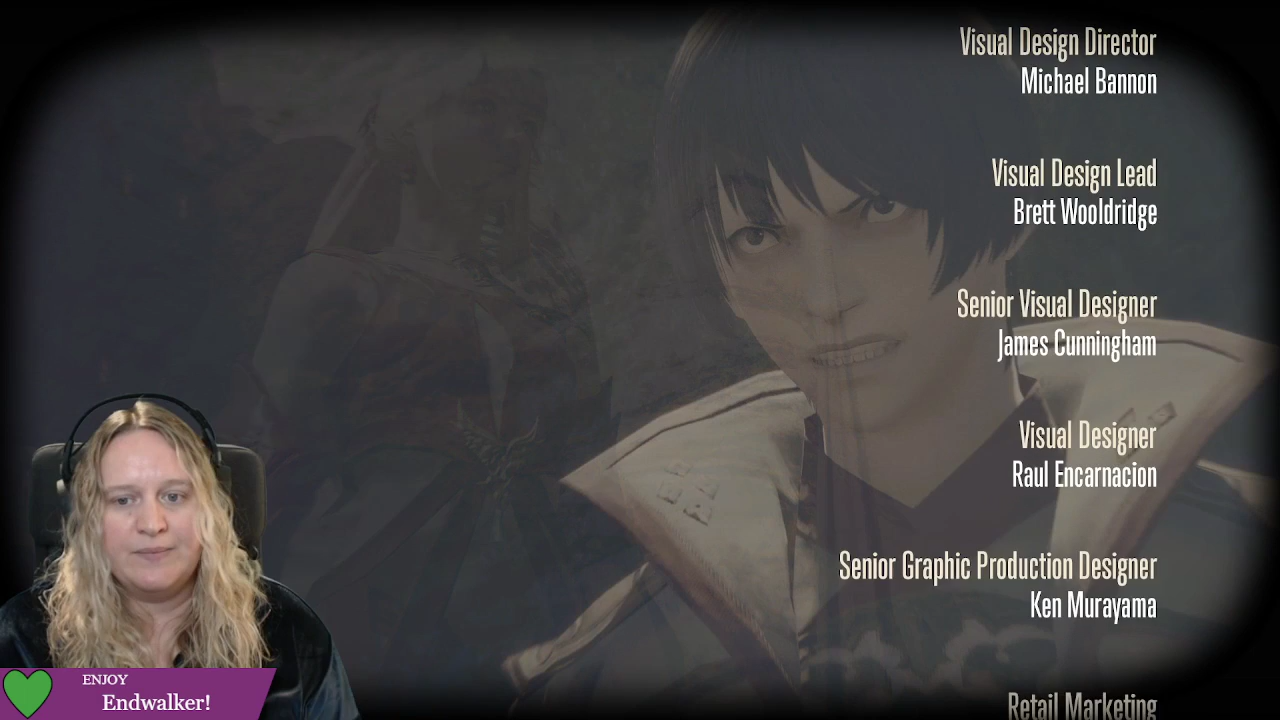 Visual Design Director
Michael Bannon
Visual Design Lead
Brett Wooldridge
Senior Visual Designer
James Cunningham
Visual Designer
Raul Encarnacion
Senior Graphic Production Designer
Ken Murayama
Retail Marketing
ENJOY
Endwalker!